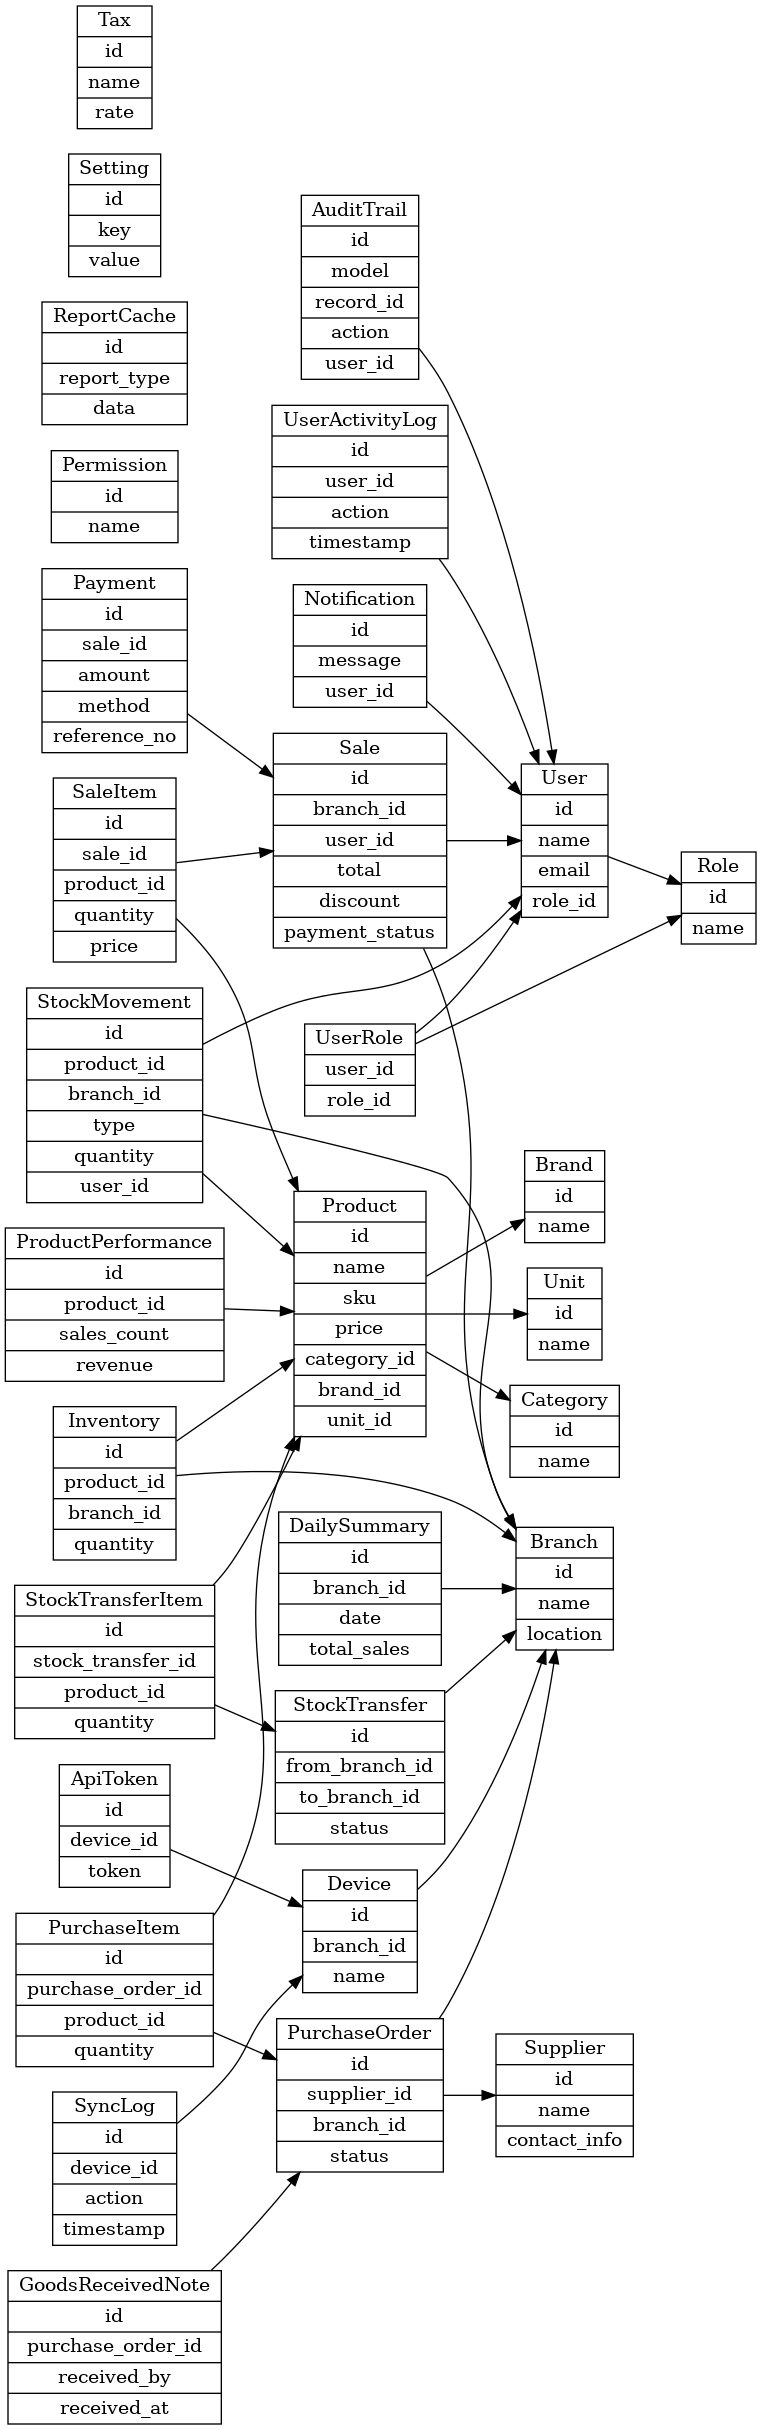 Tax
id
name
rate
Setting
id
key
value
ReportCache
id
report_type
data
Permission
id
name
Payment
id
sale_id
amount
method
reference_no
SaleItem
id
sale_id
product_id
quantity
price
StockMovement
id
product_id
branch_id
type
quantity
user_id
ProductPerformance
id
product_id
sales_count
revenue
Inventory
id
product_id
branch_id
quantity
StockTransferItem
id
stock_transfer_id
product_id
quantity
ApiToken
id
device_id
token
PurchaseItem
id
purchase_order_id
product_id
quantity
SyncLog
id
device_id
action
timestamp
GoodsReceivedNote
id
purchase_order_id
received_by
received_at
AuditTrail
id
model
record_id
action
user_id
UserActivityLog
id
user_id
action
timestamp
Notification
id
message
user_id
Sale
id
branch_id
user_id
total
discount
payment_status
UserRole
user_id
role_id
Product
id
name
sku
price
category_id
brand_id
unit_id
DailySummary
id
branch_id
date
total_sales
StockTransfer
id
from_branch_id
to_branch_id
status
Device
id
branch_id
name
PurchaseOrder
id
supplier_id
branch_id
status
User
id
name
email
role_id
Brand
id
name
Unit
id
name
Category
id
name
Branch
id
name
location
Supplier
id
name
contact_info
Role
id
name